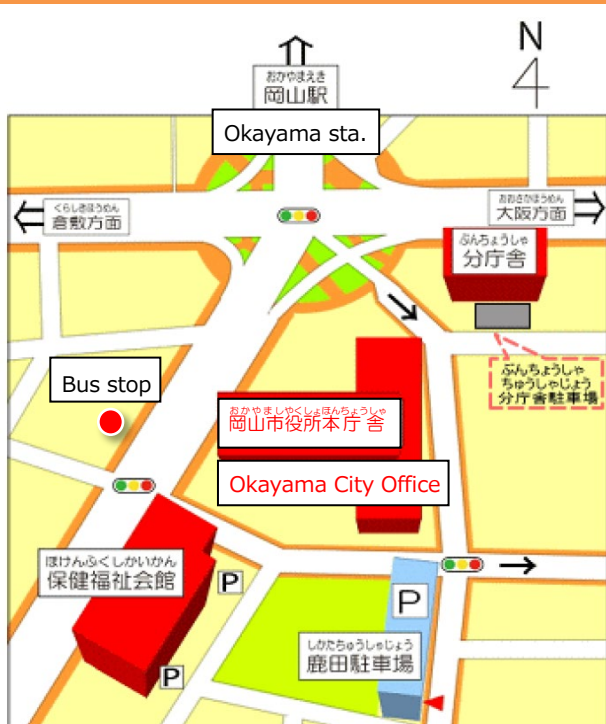 N
おかやまえき
岡山駅
Okayama sta.
くらしきほうめん
倉敷方面
おおさかほうめん
大阪方面
ぶんちょうしゃ
分庁舎
ぶんちょうしゃ
ちゅうしゃじょう
分庁舎駐車場
Bus stop
おかやましやくしょほんちょうしゃ
岡山市役所本庁舎
Okayama City Office
ほけんふくしかいかん
保健福祉会館
P
P
P
しかたちゅうしゃじょう
鹿田駐車場